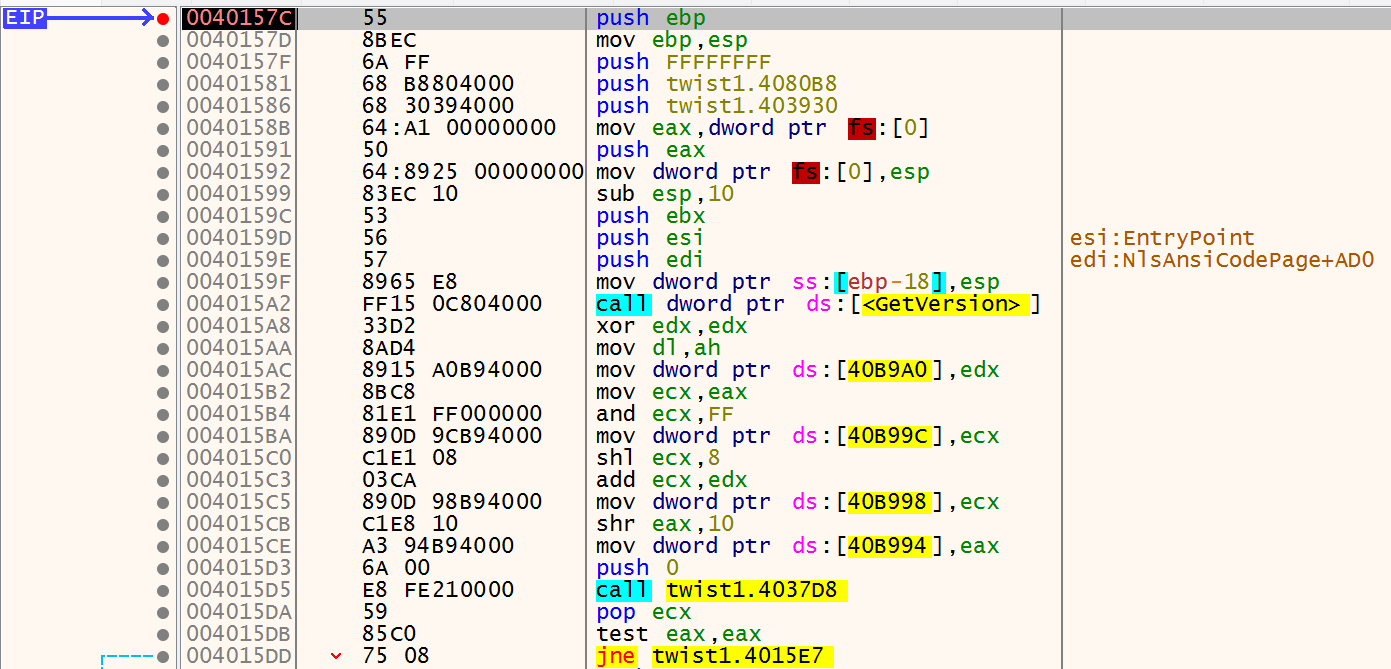 EIP 0040157C 55 push ebp
0040157D 8BEC mov ebp,esp
0040157F 6A FF push FFFFFFFF
00401581 68 B8804000 push twist1.4080B8
00401586 68 30394000 push twist1.403930
0040158B 64:A1 00000000 mov eax,dword ptr fs:[0]
00401591 50 push eax
00401592 64:8925 00000000 mov dword ptr fs:[0],esp
00401599 83EC 10 sub esp,10
0040159C 53 push ebx
0040159D 56 push esi esi:EntryPoint
0040159E 57 push edi edi:NlsAnsiCodePage+AD0
0040159F 8965 E8 mov dword ptr ss:[ebp-18],esp
004015A2 FF15 0C804000 call dword ptr ds:[<GetVersion>]
004015A8 33D2 xor edx,edx
004015AA 8AD4 mov dl,ah
004015AC 8915 A0B94000 mov dword ptr ds:[40B9A0],edx
004015B2 8BC8 mov ecx,eax
004015B4 81E1 FF000000 and ecx,FF
004015BA 890D 9CB94000 mov dword ptr ds:[40B99C],ecx
004015C0 C1E1 08 shl ecx,8
004015C3 03CA add ecx,edx
004015C5 890D 98B94000 mov dword ptr ds:[40B998],ecx
004015CB C1E8 10 shr eax,10
004015CE A3 94B94000 mov dword ptr ds:[40B994],eax
004015D3 6A 00 push 0
004015D5 E8 FE210000 call twist1.4037D8
004015DA 59 pop ecx
004015DB 85C0 test eax,eax
004015DD 75 08 jne twist1.4015E7